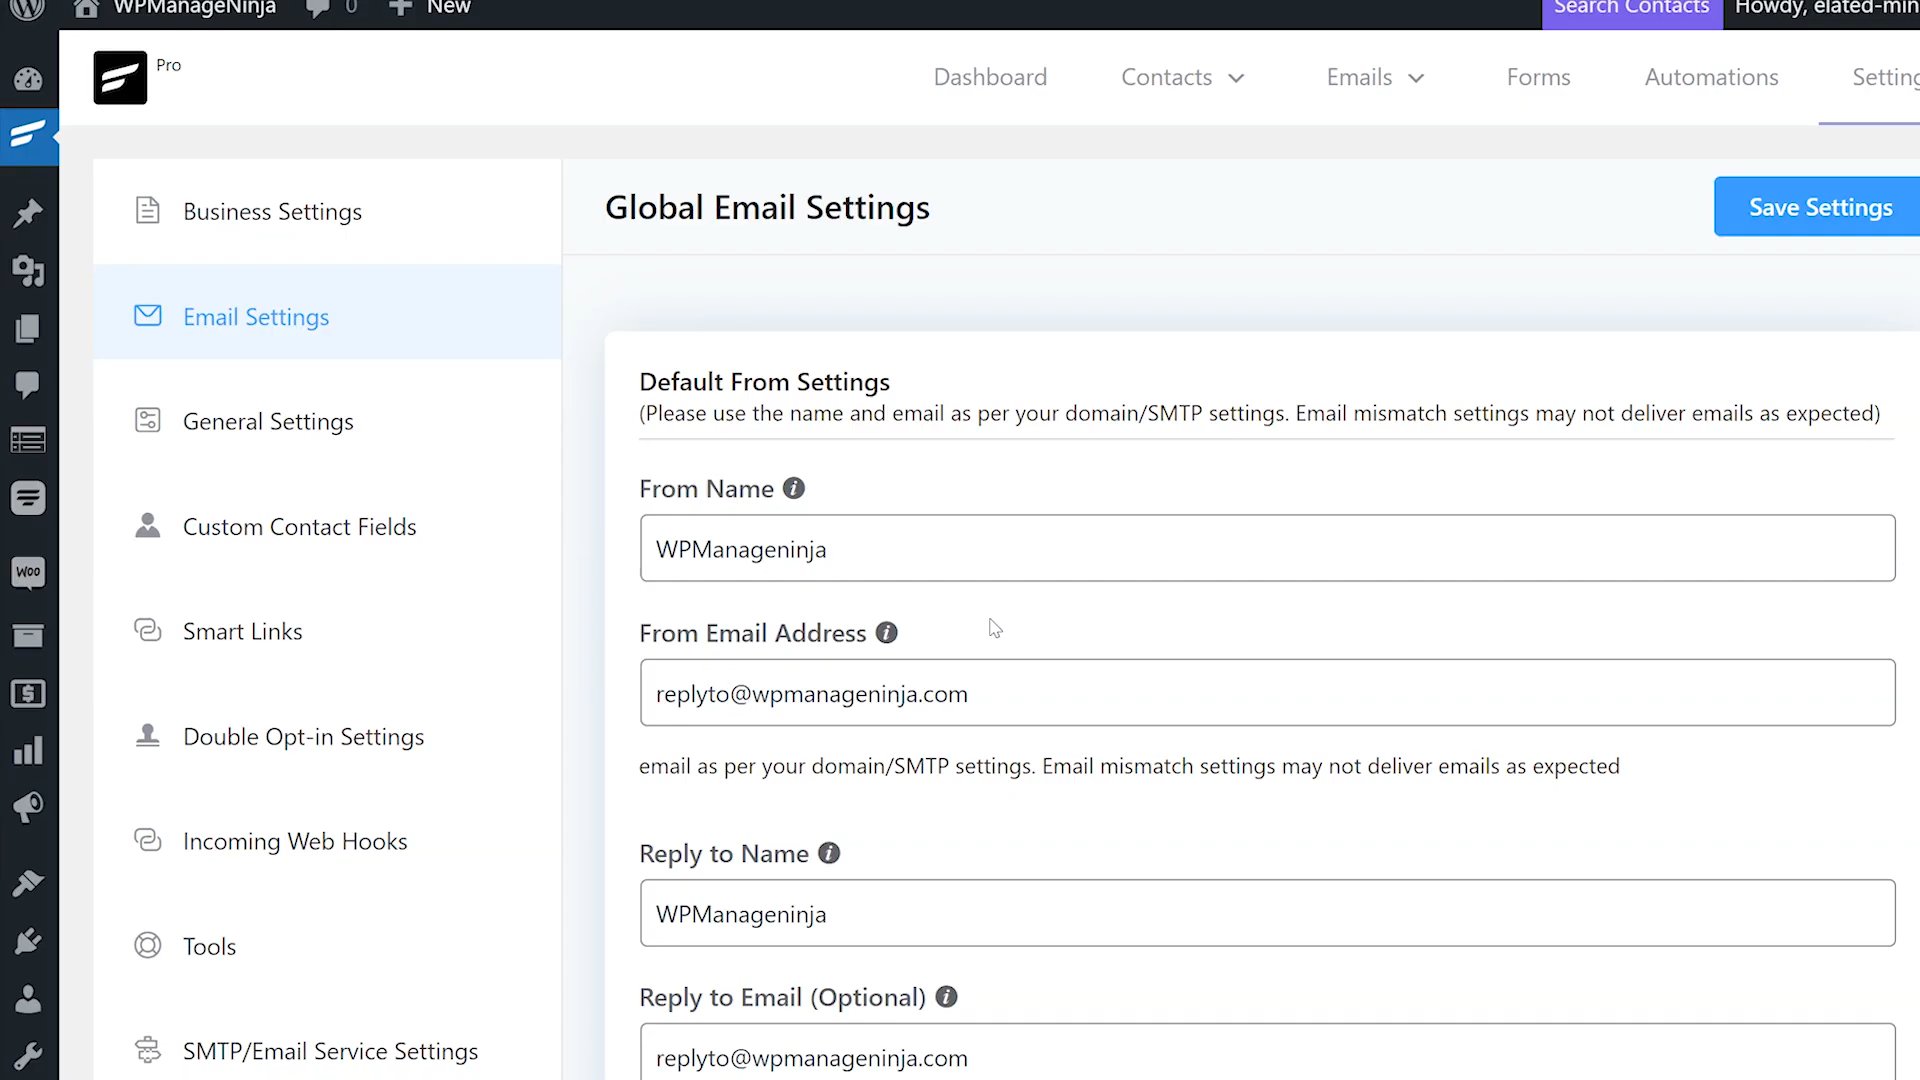 WPManageNinja 0 New Search Contacts Howdy, elated-min
Pro
Dashboard Contacts Emails Forms Automations Setting
Business Settings
Email Settings
General Settings
Custom Contact Fields
Smart Links
Double Opt-in Settings
Incoming Web Hooks
Tools
SMTP/Email Service Settings
Woo
Global Email Settings
Save Settings
Default From Settings
(Please use the name and email as per your domain/SMTP settings. Email mismatch settings may not deliver emails as expected)
From Name
WPManageninja
From Email Address
replyto@wpmanageninja.com
email as per your domain/SMTP settings. Email mismatch settings may not deliver emails as expected
Reply to Name
WPManageninja
Reply to Email (Optional)
replyto@wpmanageninja.com